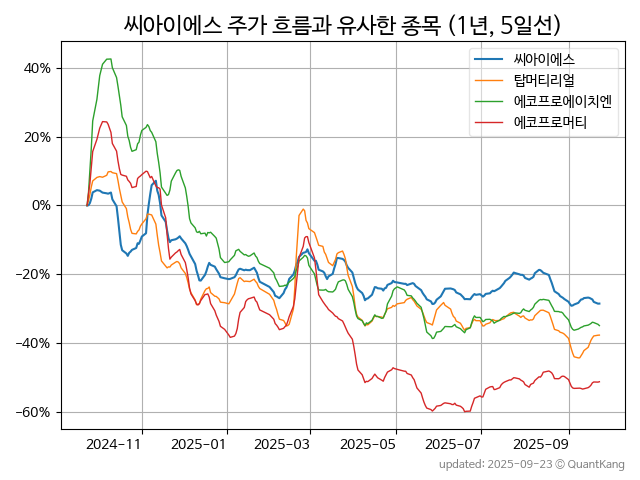 씨아이에스 주가 흐름과 유사한 종목 (1년, 5일선)
씨아이에스
탑머티리얼
에코프로에이치엔
에코프로머티
40%
20%
0%
−20%
−40%
−60%
2024-11
2025-01
2025-03
2025-05
2025-07
2025-09
updated: 2025-09-23 © QuantKang